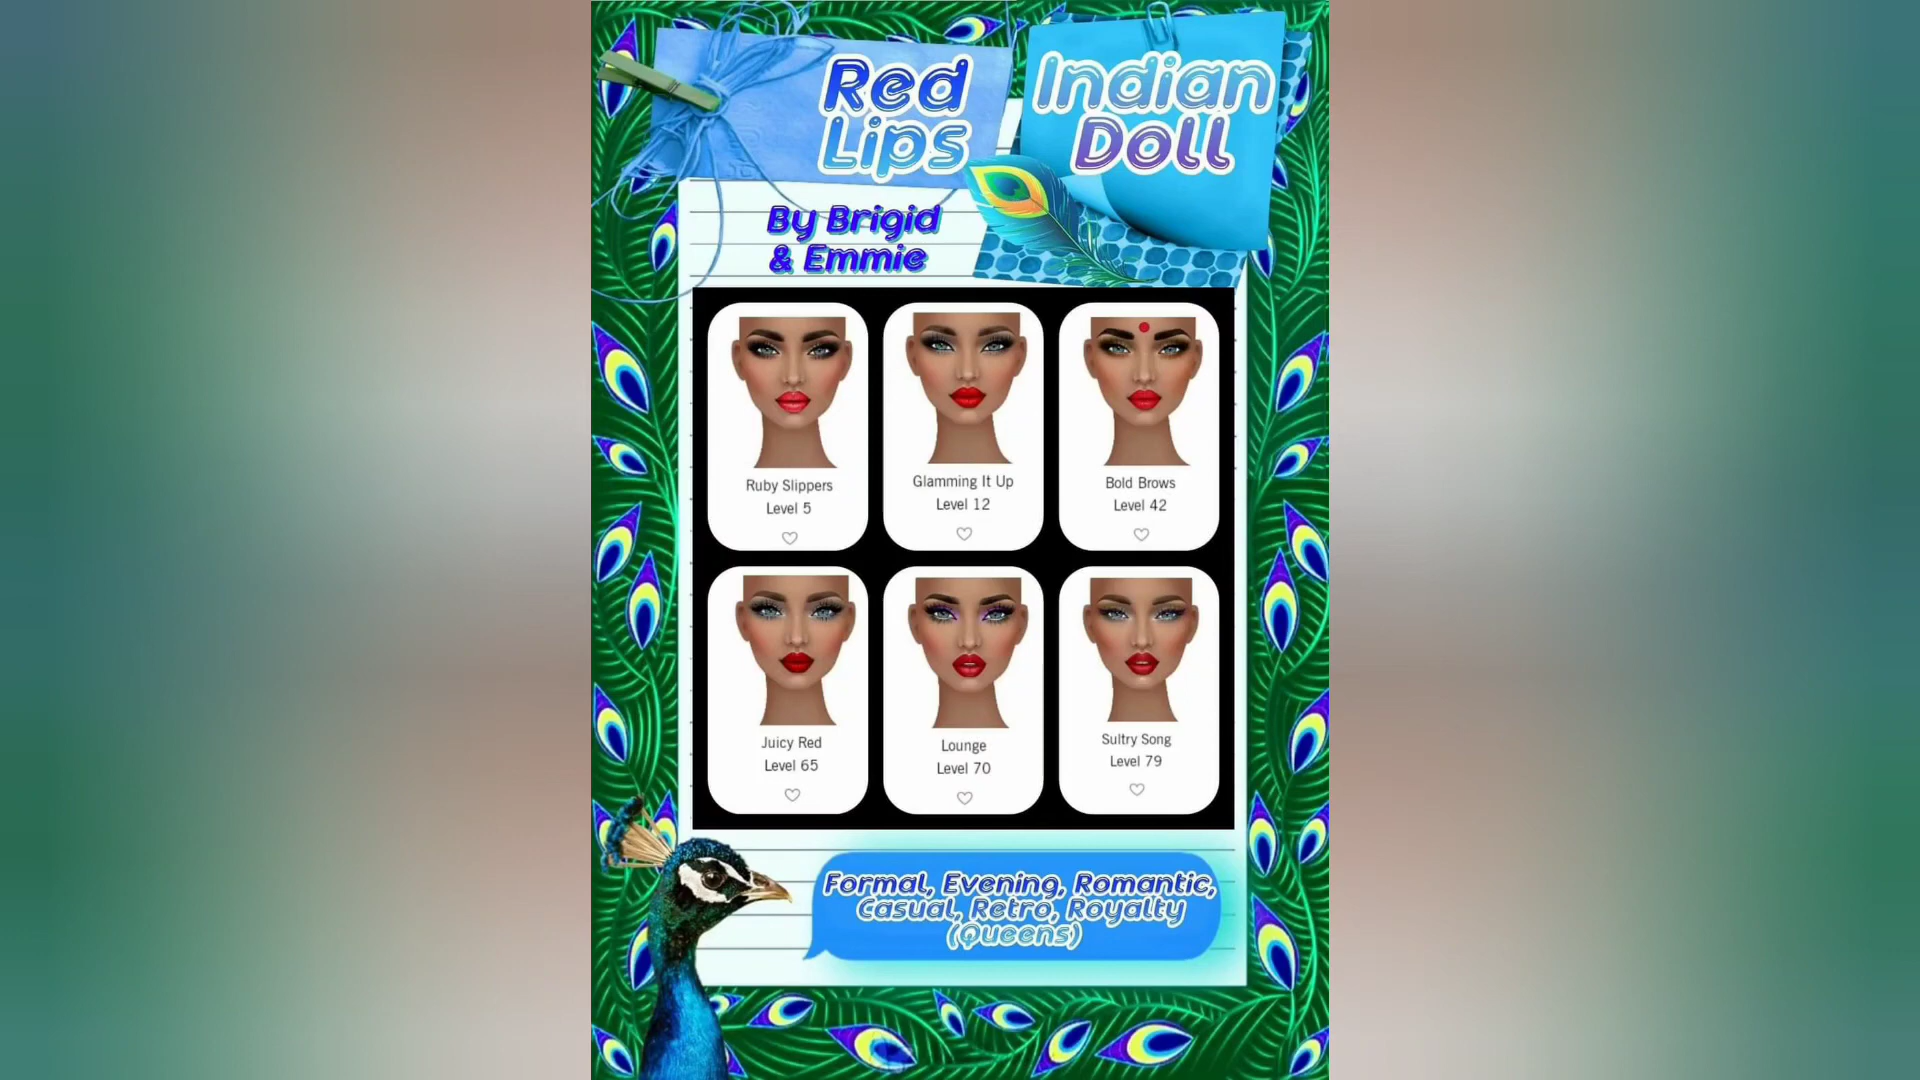 Red
Lips
Indian
Doll
By Brigid
& Emmie
Ruby Slippers
Level 5
Glamming It Up
Level 12
Bold Brows
Level 42
Juicy Red
Level 65
Lounge
Level 70
Sultry Song
Level 79
Formal, Evening, Romantic,
Casual, Retro, Royalty
(Queens)